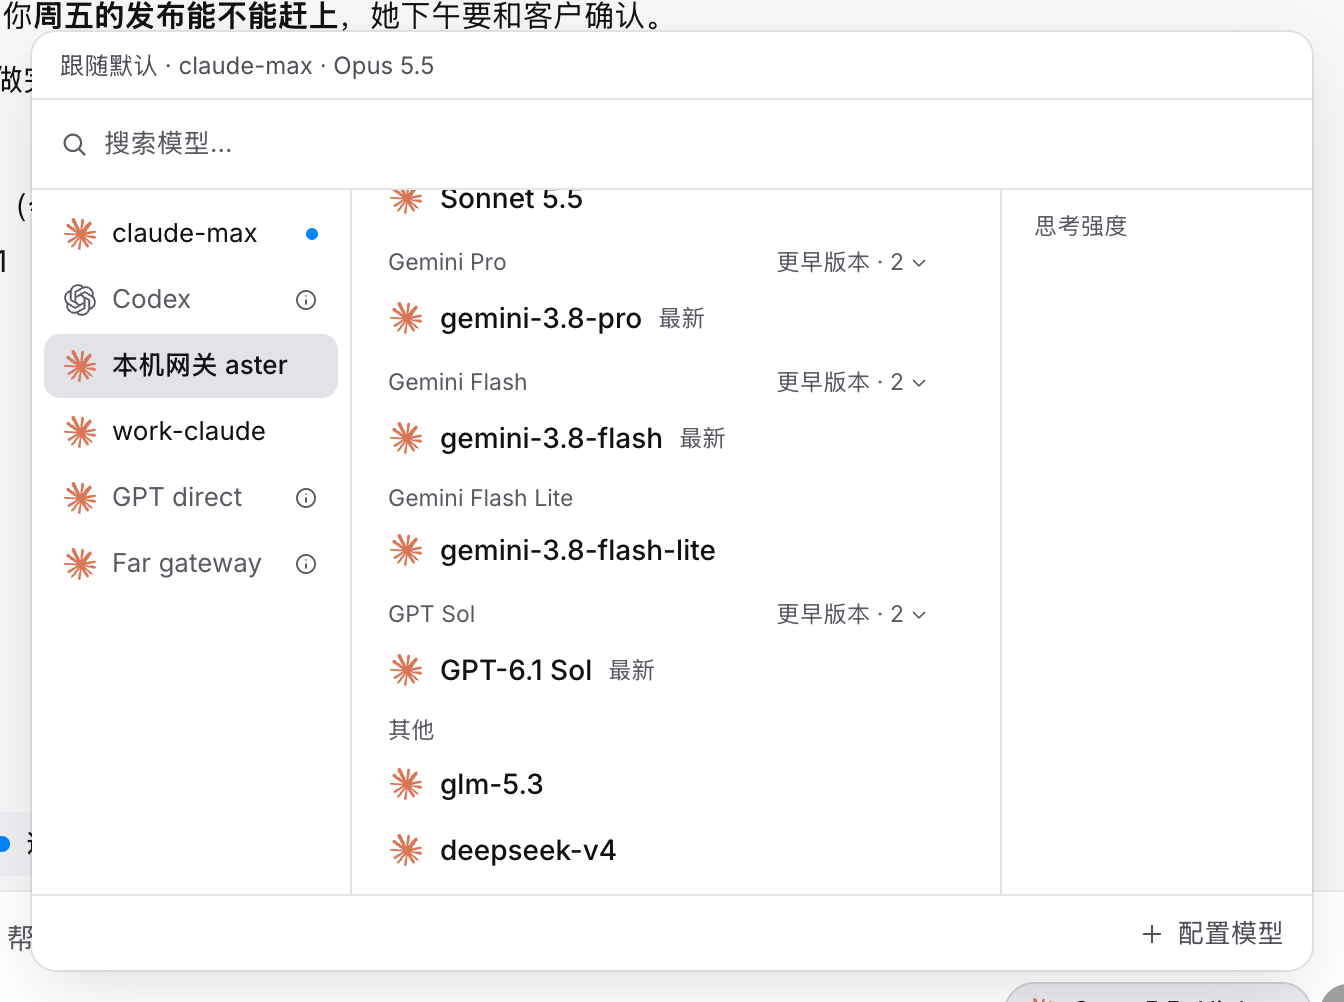 你周五的发布能不能赶上，她下午要和客户确认。
跟随默认 · claude-max · Opus 5.5
搜索模型...
claude-max
Codex
本机网关 aster
work-claude
GPT direct
Far gateway
Sonnet 5.5
Gemini Pro 更早版本 · 2
gemini-3.8-pro 最新
Gemini Flash 更早版本 · 2
gemini-3.8-flash 最新
Gemini Flash Lite
gemini-3.8-flash-lite
GPT Sol 更早版本 · 2
GPT-6.1 Sol 最新
其他
glm-5.3
deepseek-v4
思考强度
帮
+ 配置模型